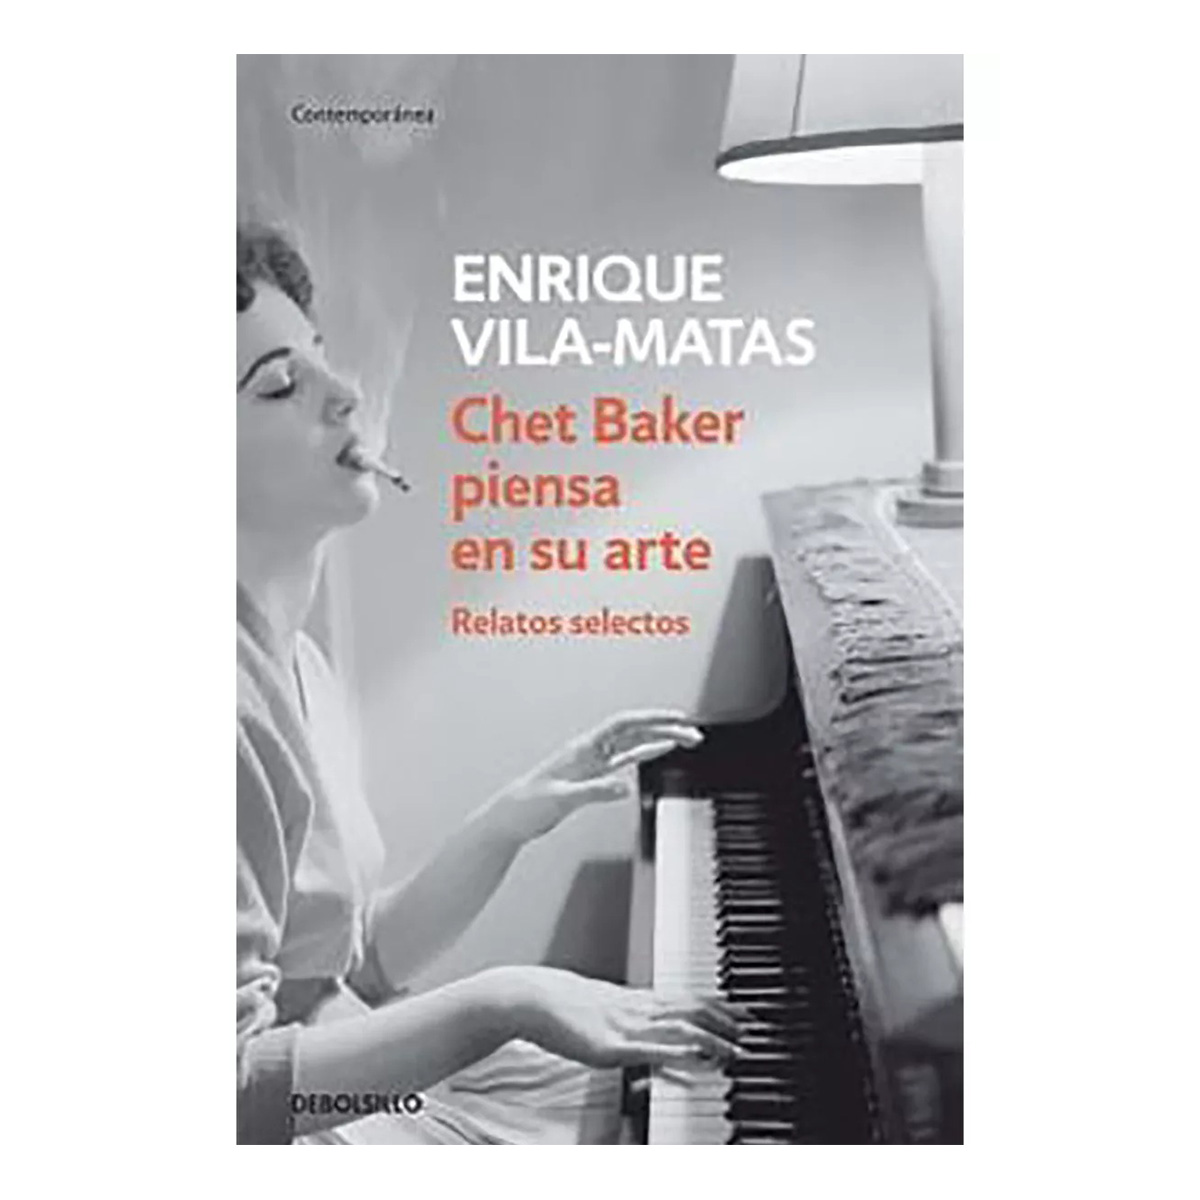 Contemporánea
ENRIQUE
VILA-MATAS
Chet Baker
piensa
en su arte
Relatos selectos
DEBOLSILLO